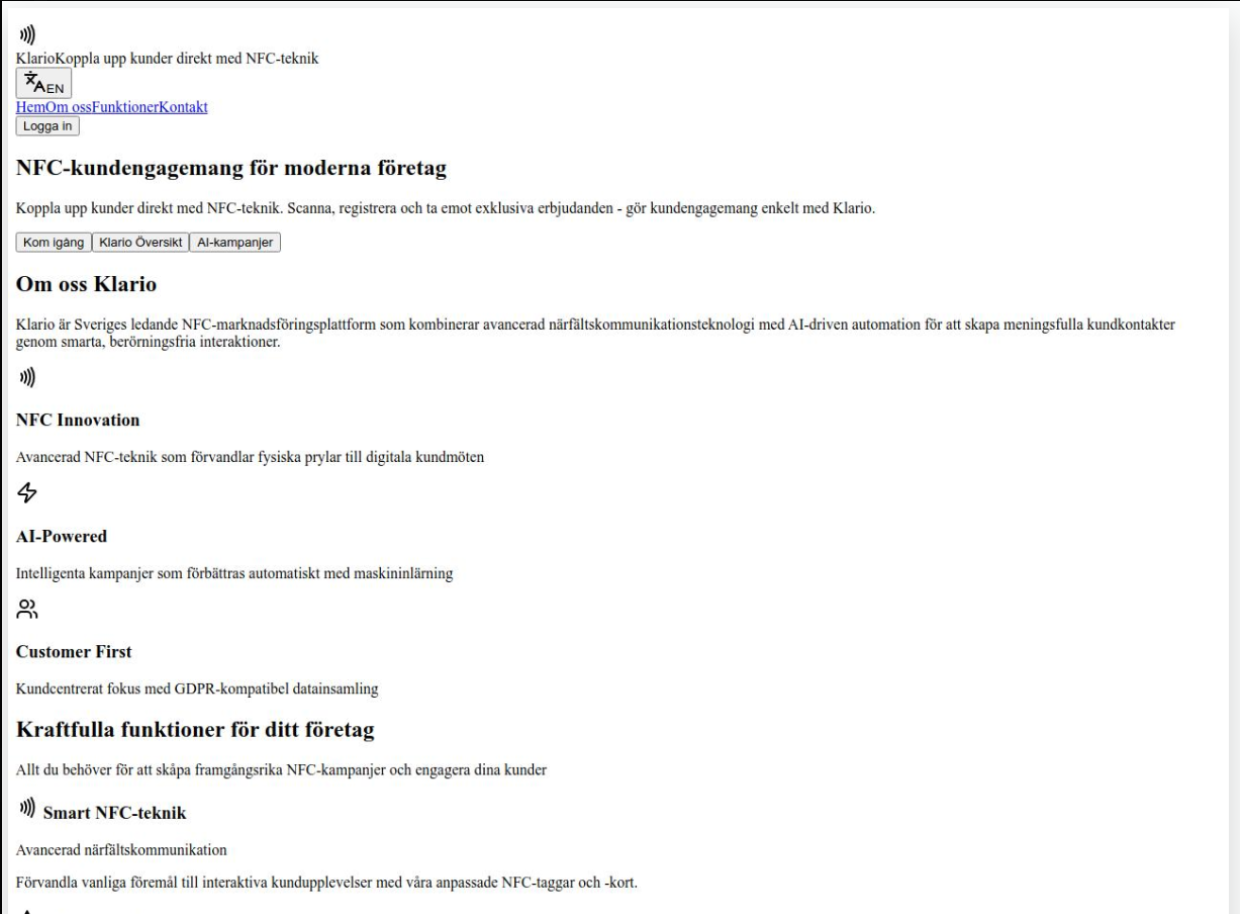 KlarioKoppla upp kunder direkt med NFC-teknik
EN
HemOm ossFunktionerKontakt
Logga in
NFC-kundengagemang för moderna företag
Koppla upp kunder direkt med NFC-teknik. Scanna, registrera och ta emot exklusiva erbjudanden - gör kundengagemang enkelt med Klario.
Kom igång Klario Översikt AI-kampanjer
Om oss Klario
Klario är Sveriges ledande NFC-marknadsföringsplattform som kombinerar avancerad närfältskommunikationsteknologi med AI-driven automation för att skapa meningsfulla kundkontakter
genom smarta, berörningsfria interaktioner.
NFC Innovation
Avancerad NFC-teknik som förvandlar fysiska prylar till digitala kundmöten
AI-Powered
Intelligenta kampanjer som förbättras automatiskt med maskininlärning
Customer First
Kundcentrerat fokus med GDPR-kompatibel datainsamling
Kraftfulla funktioner för ditt företag
Allt du behöver för att skåpa framgångsrika NFC-kampanjer och engagera dina kunder
Smart NFC-teknik
Avancerad närfältskommunikation
Förvandla vanliga föremål till interaktiva kundupplevelser med våra anpassade NFC-taggar och -kort.